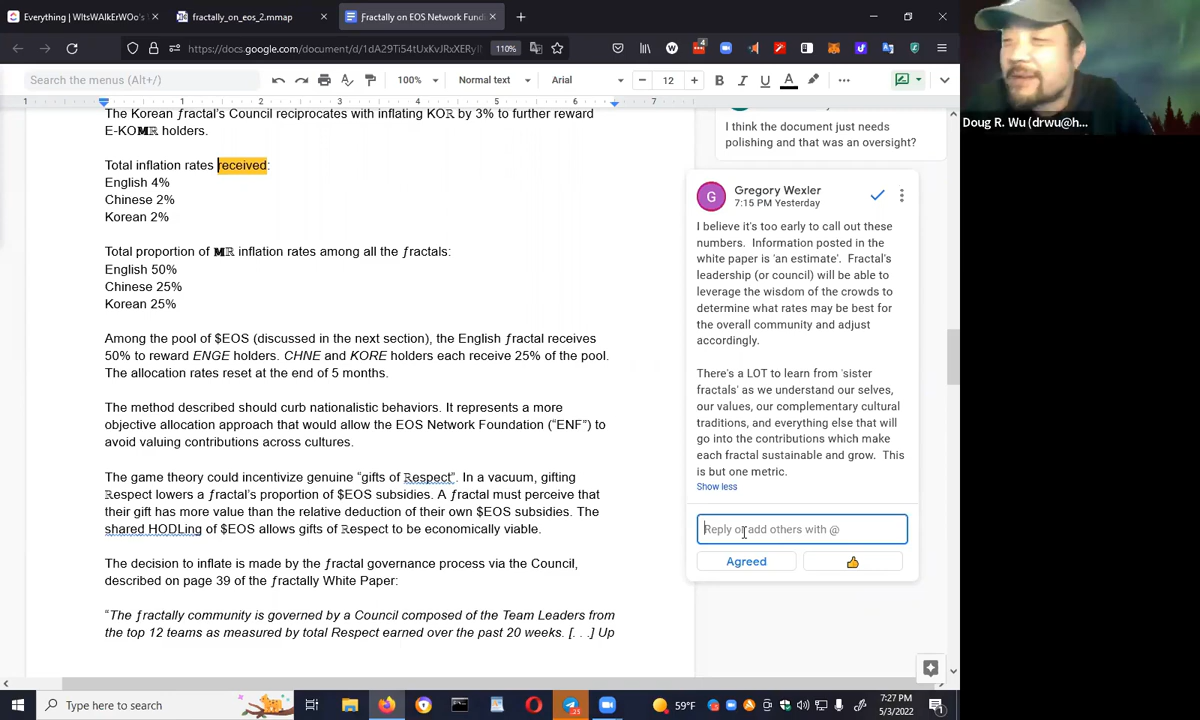 Everything | WItsWAlkErWOo's
fractally_on_eos_2.mmap
Ƒractally on EOS Network Fund
https://docs.google.com/document/d/1dA29Ti54tUxKvJRxXERyI
110%
4
Search the menus (Alt+/)
100%
Normal text
Arial
12
B I U A
1 1 2 3 4 5 6 7
The Korean ƒractal's Council reciprocates with inflating KOR by 3% to further reward
E-KOMR holders.
Total inflation rates received:
English 4%
Chinese 2%
Korean 2%
Total proportion of MR inflation rates among all the ƒractals:
English 50%
Chinese 25%
Korean 25%
Among the pool of $EOS (discussed in the next section), the English ƒractal receives
50% to reward ENGE holders. CHNE and KORE holders each receive 25% of the pool.
The allocation rates reset at the end of 5 months.
The method described should curb nationalistic behaviors. It represents a more
objective allocation approach that would allow the EOS Network Foundation ("ENF") to
avoid valuing contributions across cultures.
The game theory could incentivize genuine "gifts of Respect". In a vacuum, gifting
Respect lowers a ƒractal's proportion of $EOS subsidies. A ƒractal must perceive that
their gift has more value than the relative deduction of their own $EOS subsidies. The
shared HODLing of $EOS allows gifts of Respect to be economically viable.
The decision to inflate is made by the ƒractal governance process via the Council,
described on page 39 of the ƒractally White Paper:
"The ƒractally community is governed by a Council composed of the Team Leaders from
the top 12 teams as measured by total Respect earned over the past 20 weeks. [. . .] Up
I think the document just needs
polishing and that was an oversight?
G
Gregory Wexler
7:15 PM Yesterday
I believe it's too early to call out these
numbers. Information posted in the
white paper is 'an estimate'. Fractal's
leadership (or council) will be able to
leverage the wisdom of the crowds to
determine what rates may be best for
the overall community and adjust
accordingly.
There's a LOT to learn from 'sister
fractals' as we understand our selves,
our values, our complementary cultural
traditions, and everything else that will
go into the contributions which make
each fractal sustainable and grow. This
is but one metric.
Show less
Reply or add others with @
Agreed
Doug R. Wu (drwu@h...
Type here to search
59°F
7:27 PM
5/3/2022